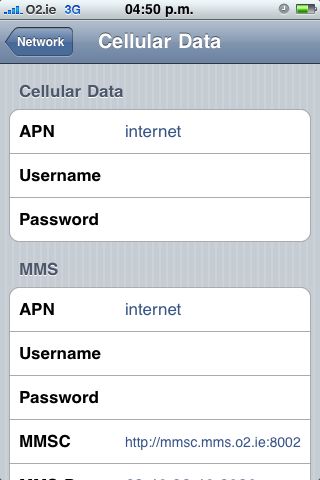 O2.ie 3G 04:50 p.m.
Network Cellular Data
Cellular Data
APN internet
Username
Password
MMS
APN internet
Username
Password
MMSC http://mmsc.mms.o2.ie:8002